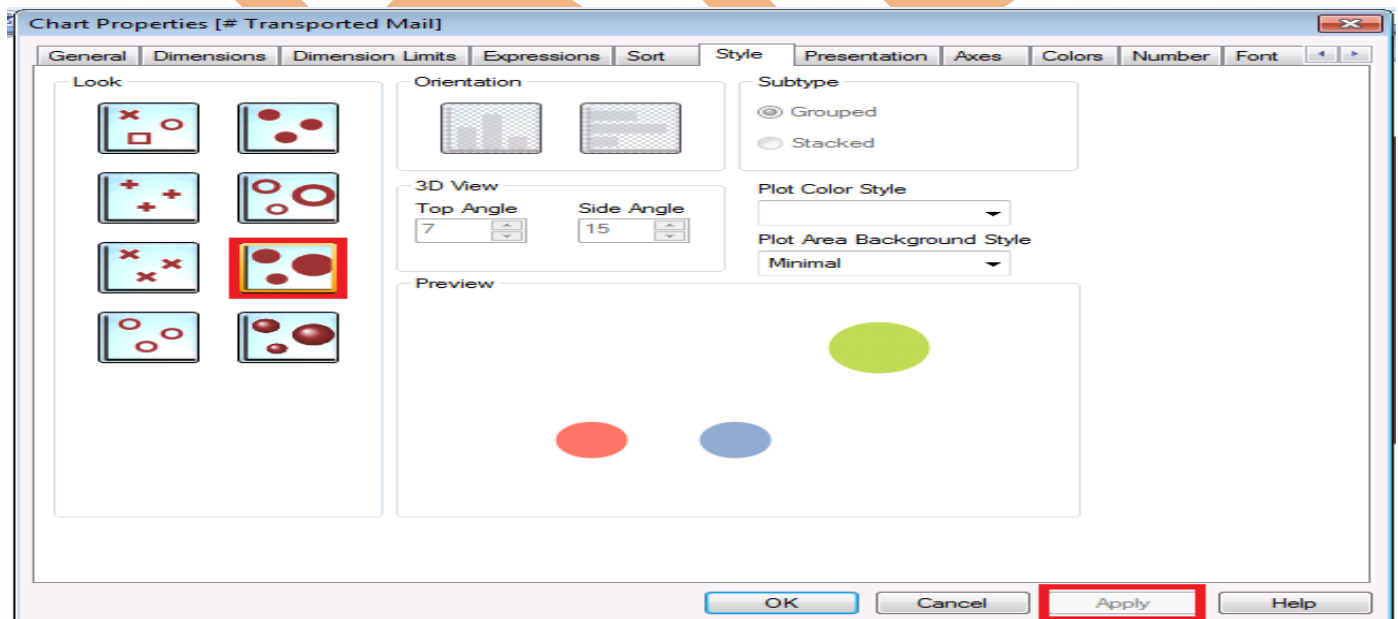 Chart Properties [# Transported Mail]
General Dimensions Dimension Limits Expressions Sort Style Presentation Axes Colors Number Font
Look
Orientation
Subtype
Grouped
Stacked
3D View
Top Angle Side Angle
7 15
Plot Color Style
Plot Area Background Style
Minimal
Preview
OK Cancel Apply Help